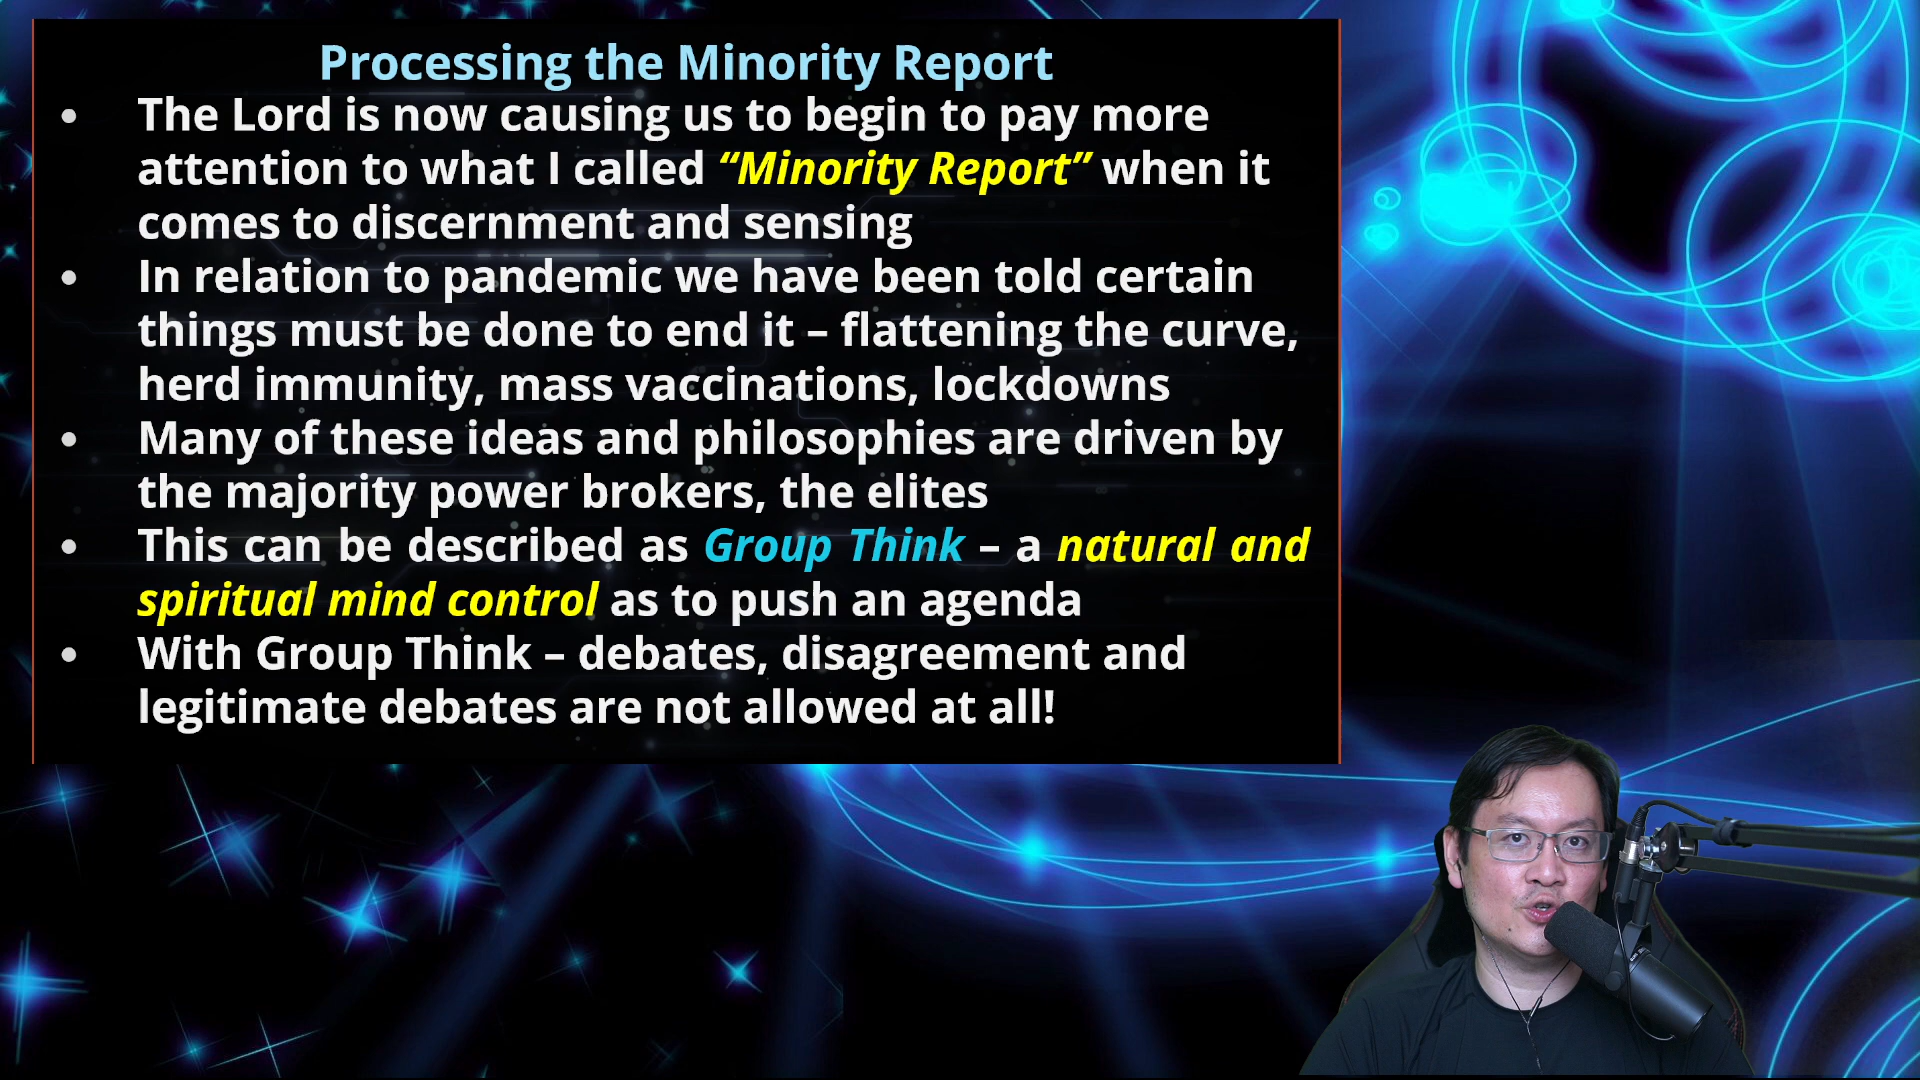 Processing the Minority Report
• The Lord is now causing us to begin to pay more
attention to what I called “Minority Report” when it
comes to discernment and sensing
• In relation to pandemic we have been told certain
things must be done to end it – flattening the curve,
herd immunity, mass vaccinations, lockdowns
• Many of these ideas and philosophies are driven by
the majority power brokers, the elites
• This can be described as Group Think – a natural and
spiritual mind control as to push an agenda
• With Group Think – debates, disagreement and
legitimate debates are not allowed at all!